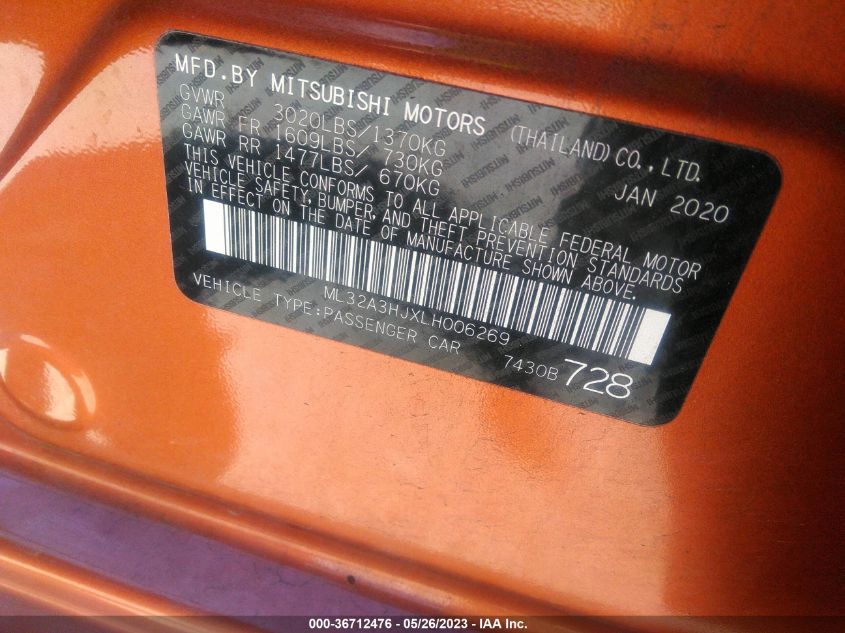 MFD.BY MITSUBISHI MOTORS (THAILAND) CO., LTD.
GVWR 3020LBS/1370KG JAN 2020
GAWR FR 1609LBS/ 730KG
GAWR RR 1477LBS/ 670KG
THIS VEHICLE CONFORMS TO ALL APPLICABLE FEDERAL MOTOR
VEHICLE SAFETY, BUMPER, AND THEFT PREVENTION STANDARDS
IN EFFECT ON THE DATE OF MANUFACTURE SHOWN ABOVE.
ML32A3HJXLH006269
VEHICLE TYPE:PASSENGER CAR 7430B 728
000-36712476 - 05/26/2023 - IAA Inc.